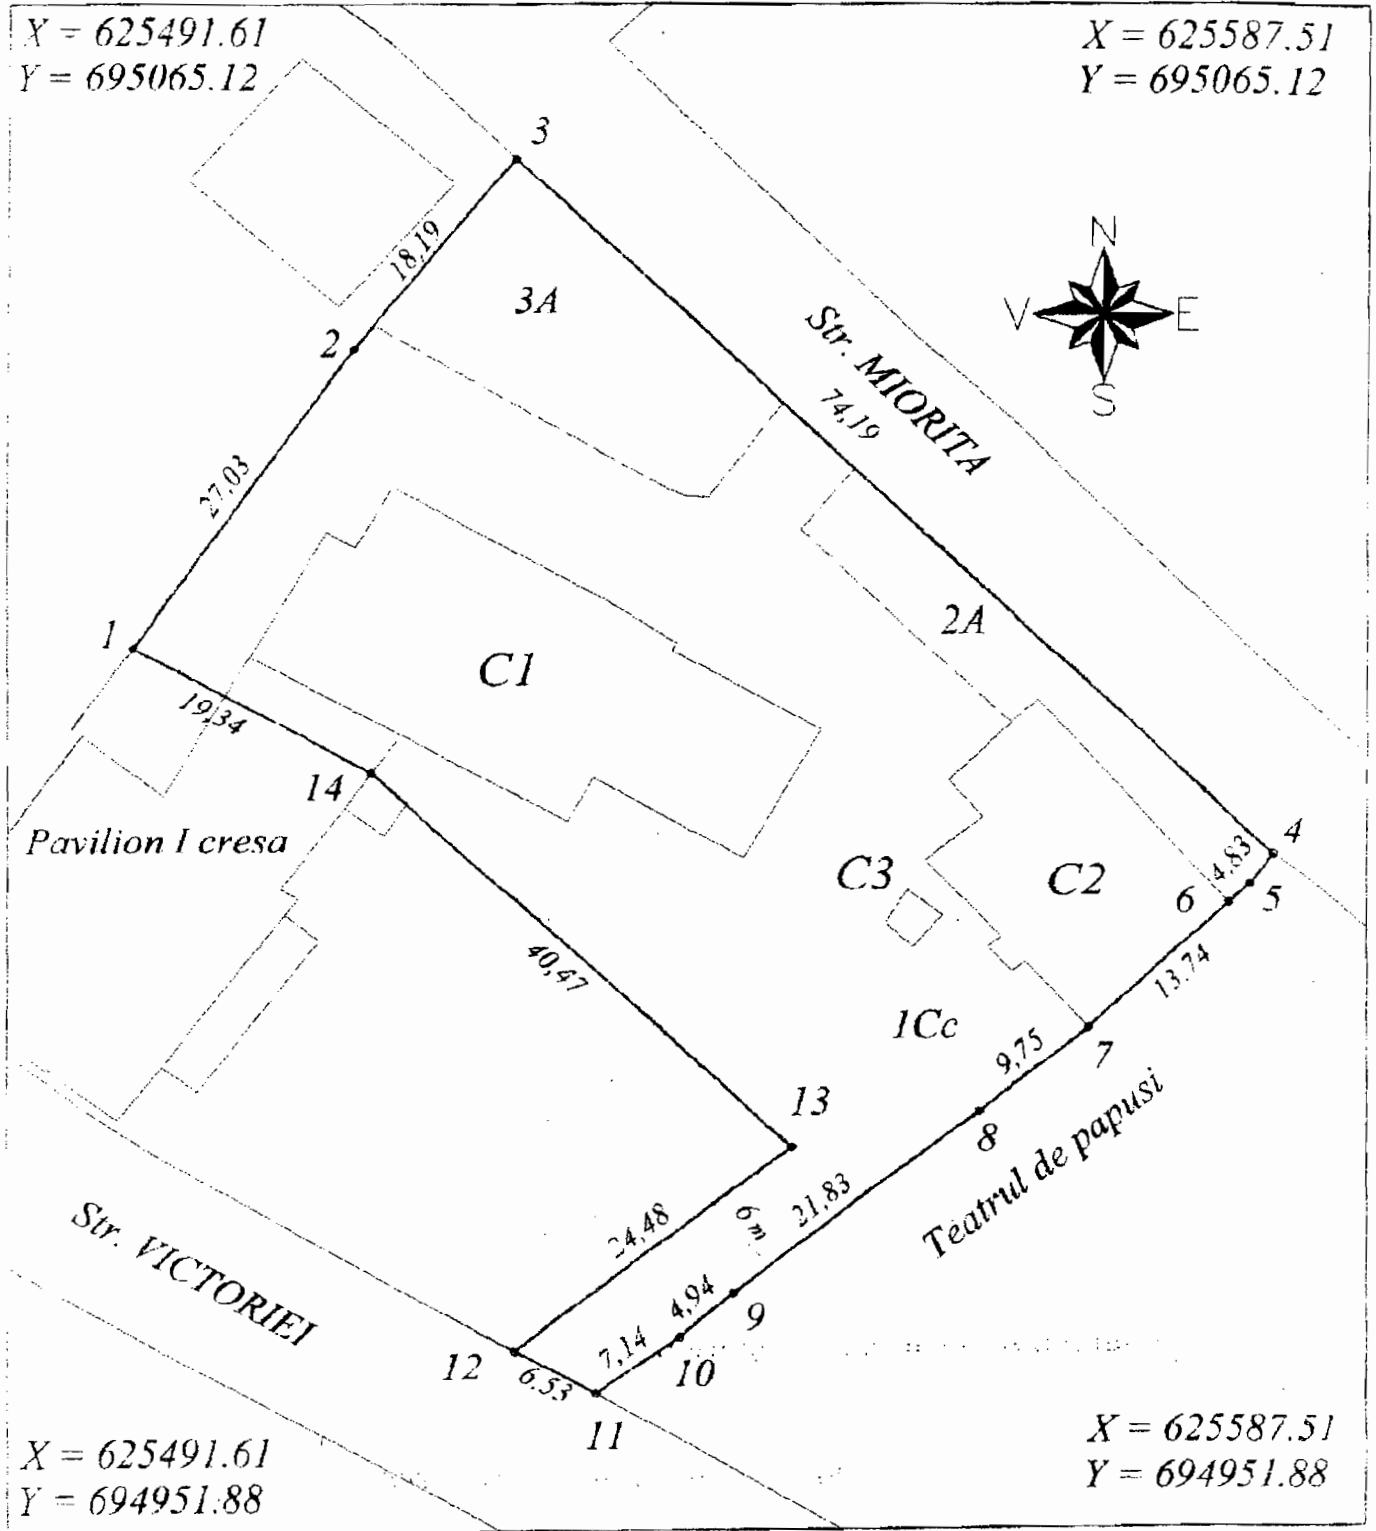 X = 625491.61
Y = 695065.12
X = 625587.51
Y = 695065.12
3
N
V
E
S
18,19
3A
2
Str. MIORITA
74,19
27,03
1
2A
C1
19,34
14
Pavilion I cresa
4
4,83
C3
C2
6
5
40,47
13.74
1Cc
9,75
7
13
8
Teatrul de papusi
21,83
6 m
24,48
Str. VICTORIEI
4,94
9
7,14
10
12
6.53
11
X = 625491.61
Y = 694951.88
X = 625587.51
Y = 694951.88